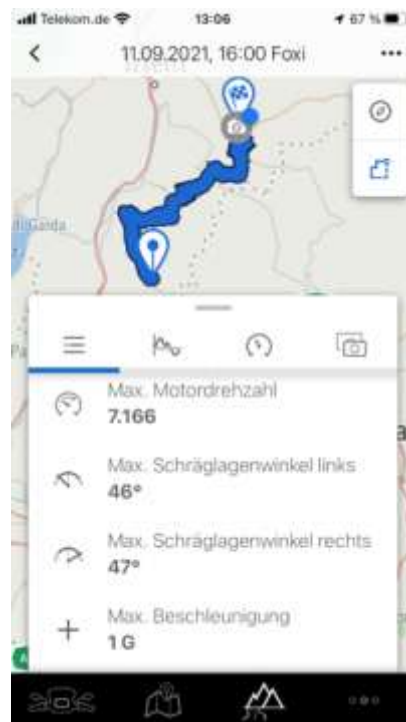 Telekom.de 13:06 67 %
11.09.2021, 16:00 Foxi
Max. Motordrehzahl
7.166
Max. Schräglagenwinkel links
46°
Max. Schräglagenwinkel rechts
47°
Max. Beschleunigung
1 G